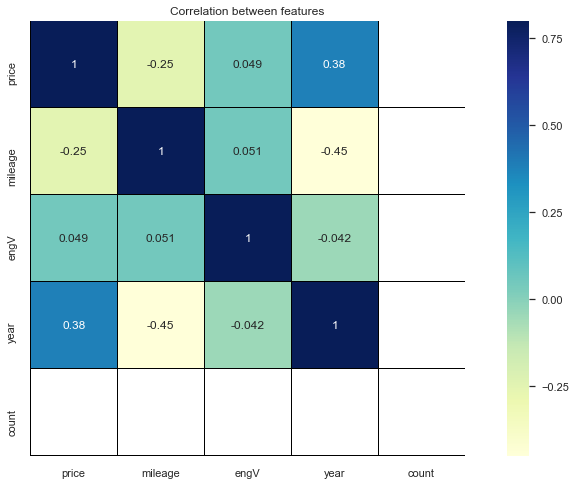 Correlation between features
price
1
-0.25
0.049
0.38
mileage
-0.25
1
0.051
-0.45
engV
0.049
0.051
1
-0.042
year
0.38
-0.45
-0.042
1
count
price
mileage
engV
year
count
0.75
0.50
0.25
0.00
−0.25